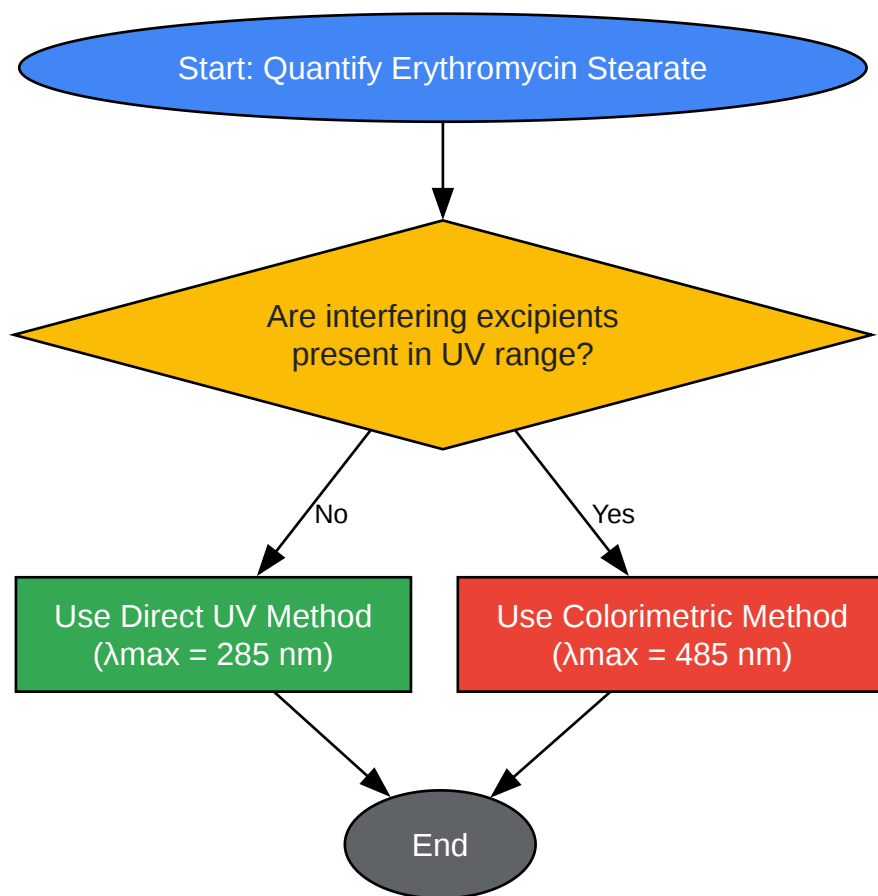 Start: Quantify Erythromycin Stearate
Are interfering excipients
present in UV range?
No
Yes
Use Direct UV Method
(λmax = 285 nm)
Use Colorimetric Method
(λmax = 485 nm)
End